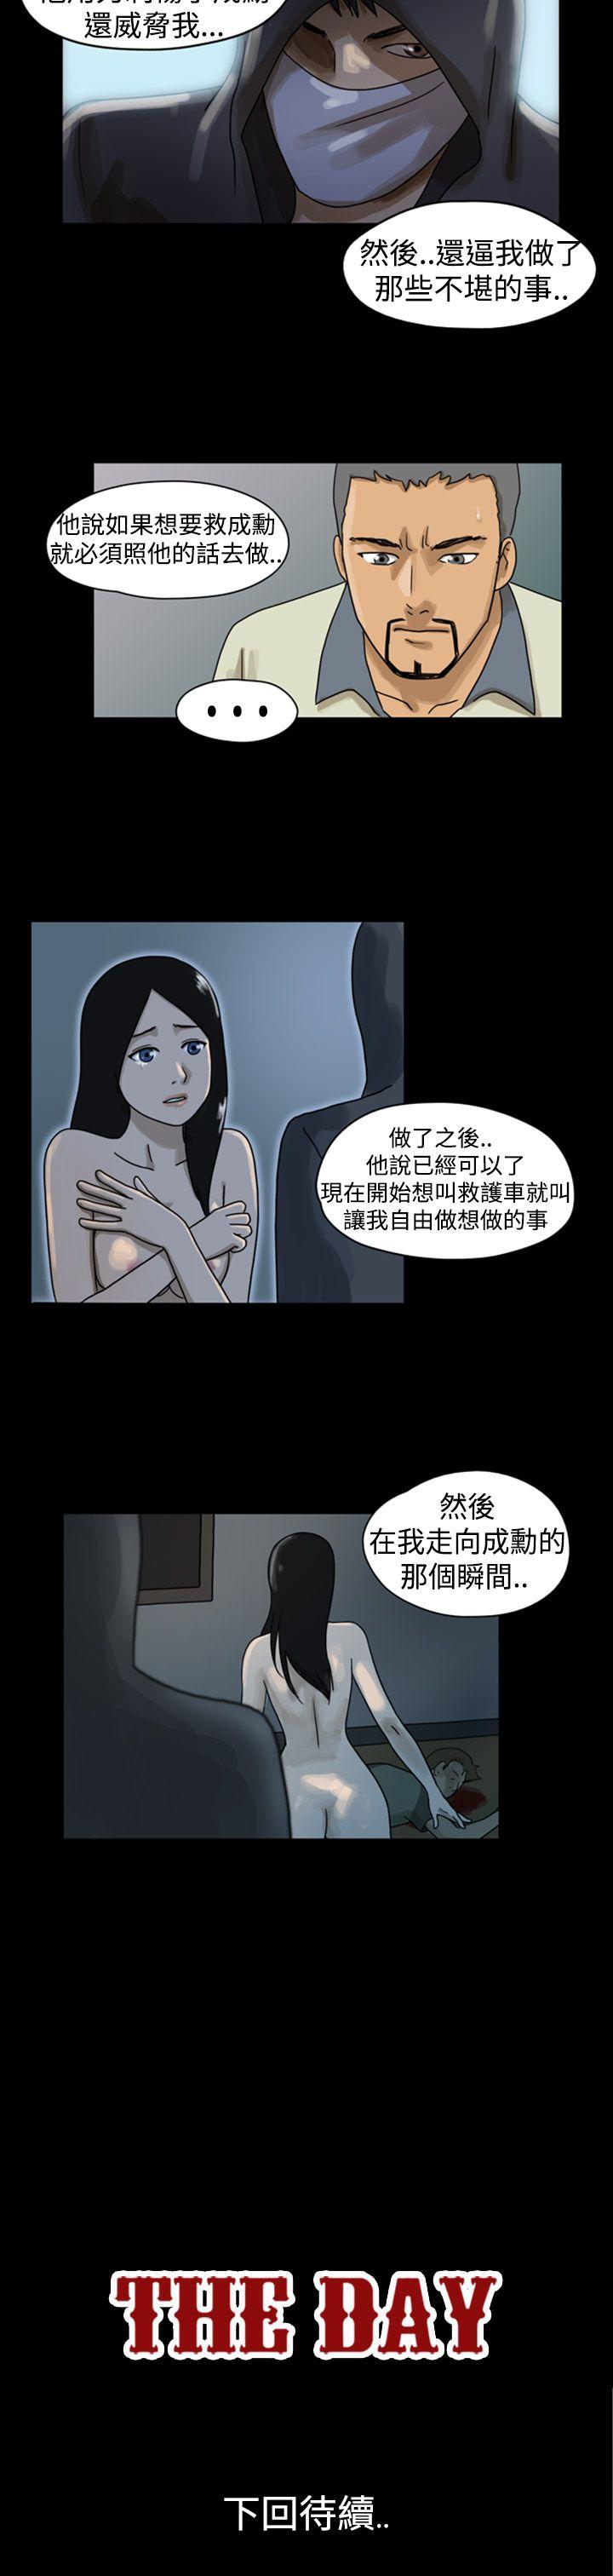 還威脅我...
然後..還逼我做了
那些不堪的事..
他說如果想要救成勳
就必須照他的話去做..
...
做了之後..
他說已經可以了
現在開始想叫救護車就叫
讓我自由做想做的事
然後
在我走向成勳的
那個瞬間..
THE DAY
下回待續..